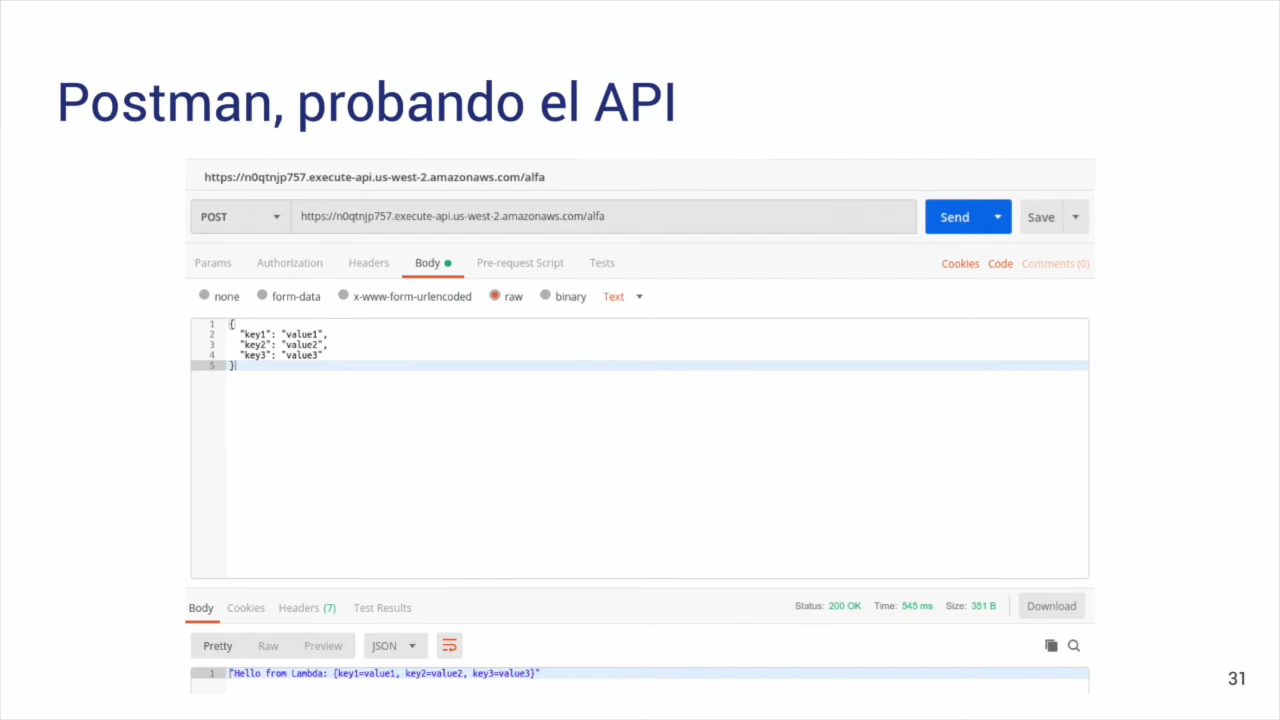 Postman, probando el API
https://n0qtnjp757.execute-api.us-west-2.amazonaws.com/alfa
POST https://n0qtnjp757.execute-api.us-west-2.amazonaws.com/alfa Send Save
Params Authorization Headers Body Pre-request Script Tests Cookies Code Comments (0)
none form-data x-www-form-urlencoded raw binary Text
1 {
2 "key1": "value1",
3 "key2": "value2",
4 "key3": "value3"
5 }
Body Cookies Headers (7) Test Results Status: 200 OK Time: 545 ms Size: 351 B Download
Pretty Raw Preview JSON
1 "Hello from Lambda: {key1=value1, key2=value2, key3=value3}"
31